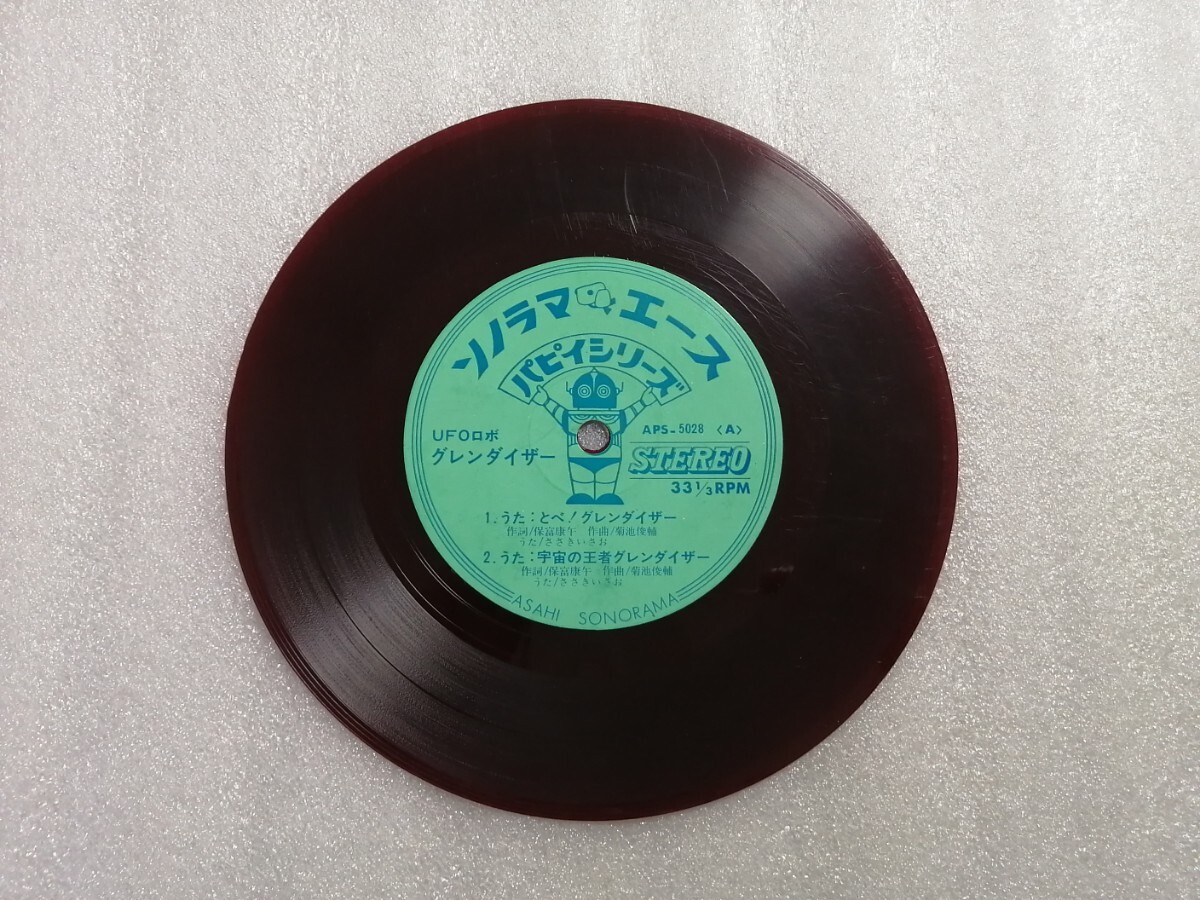 ソノラマ エース
パピイシリーズ
UFOロボ
グレンダイザー
APS-5028 〈A〉
STEREO
33 1/3 RPM
1. うた:とべ!グレンダイザー
作詞/保富康午 作曲/菊池俊輔
うた/ささきいさお
2. うた:宇宙の王者グレンダイザー
作詞/保富康午 作曲/菊池俊輔
うた/ささきいさお
ASAHI SONORAMA